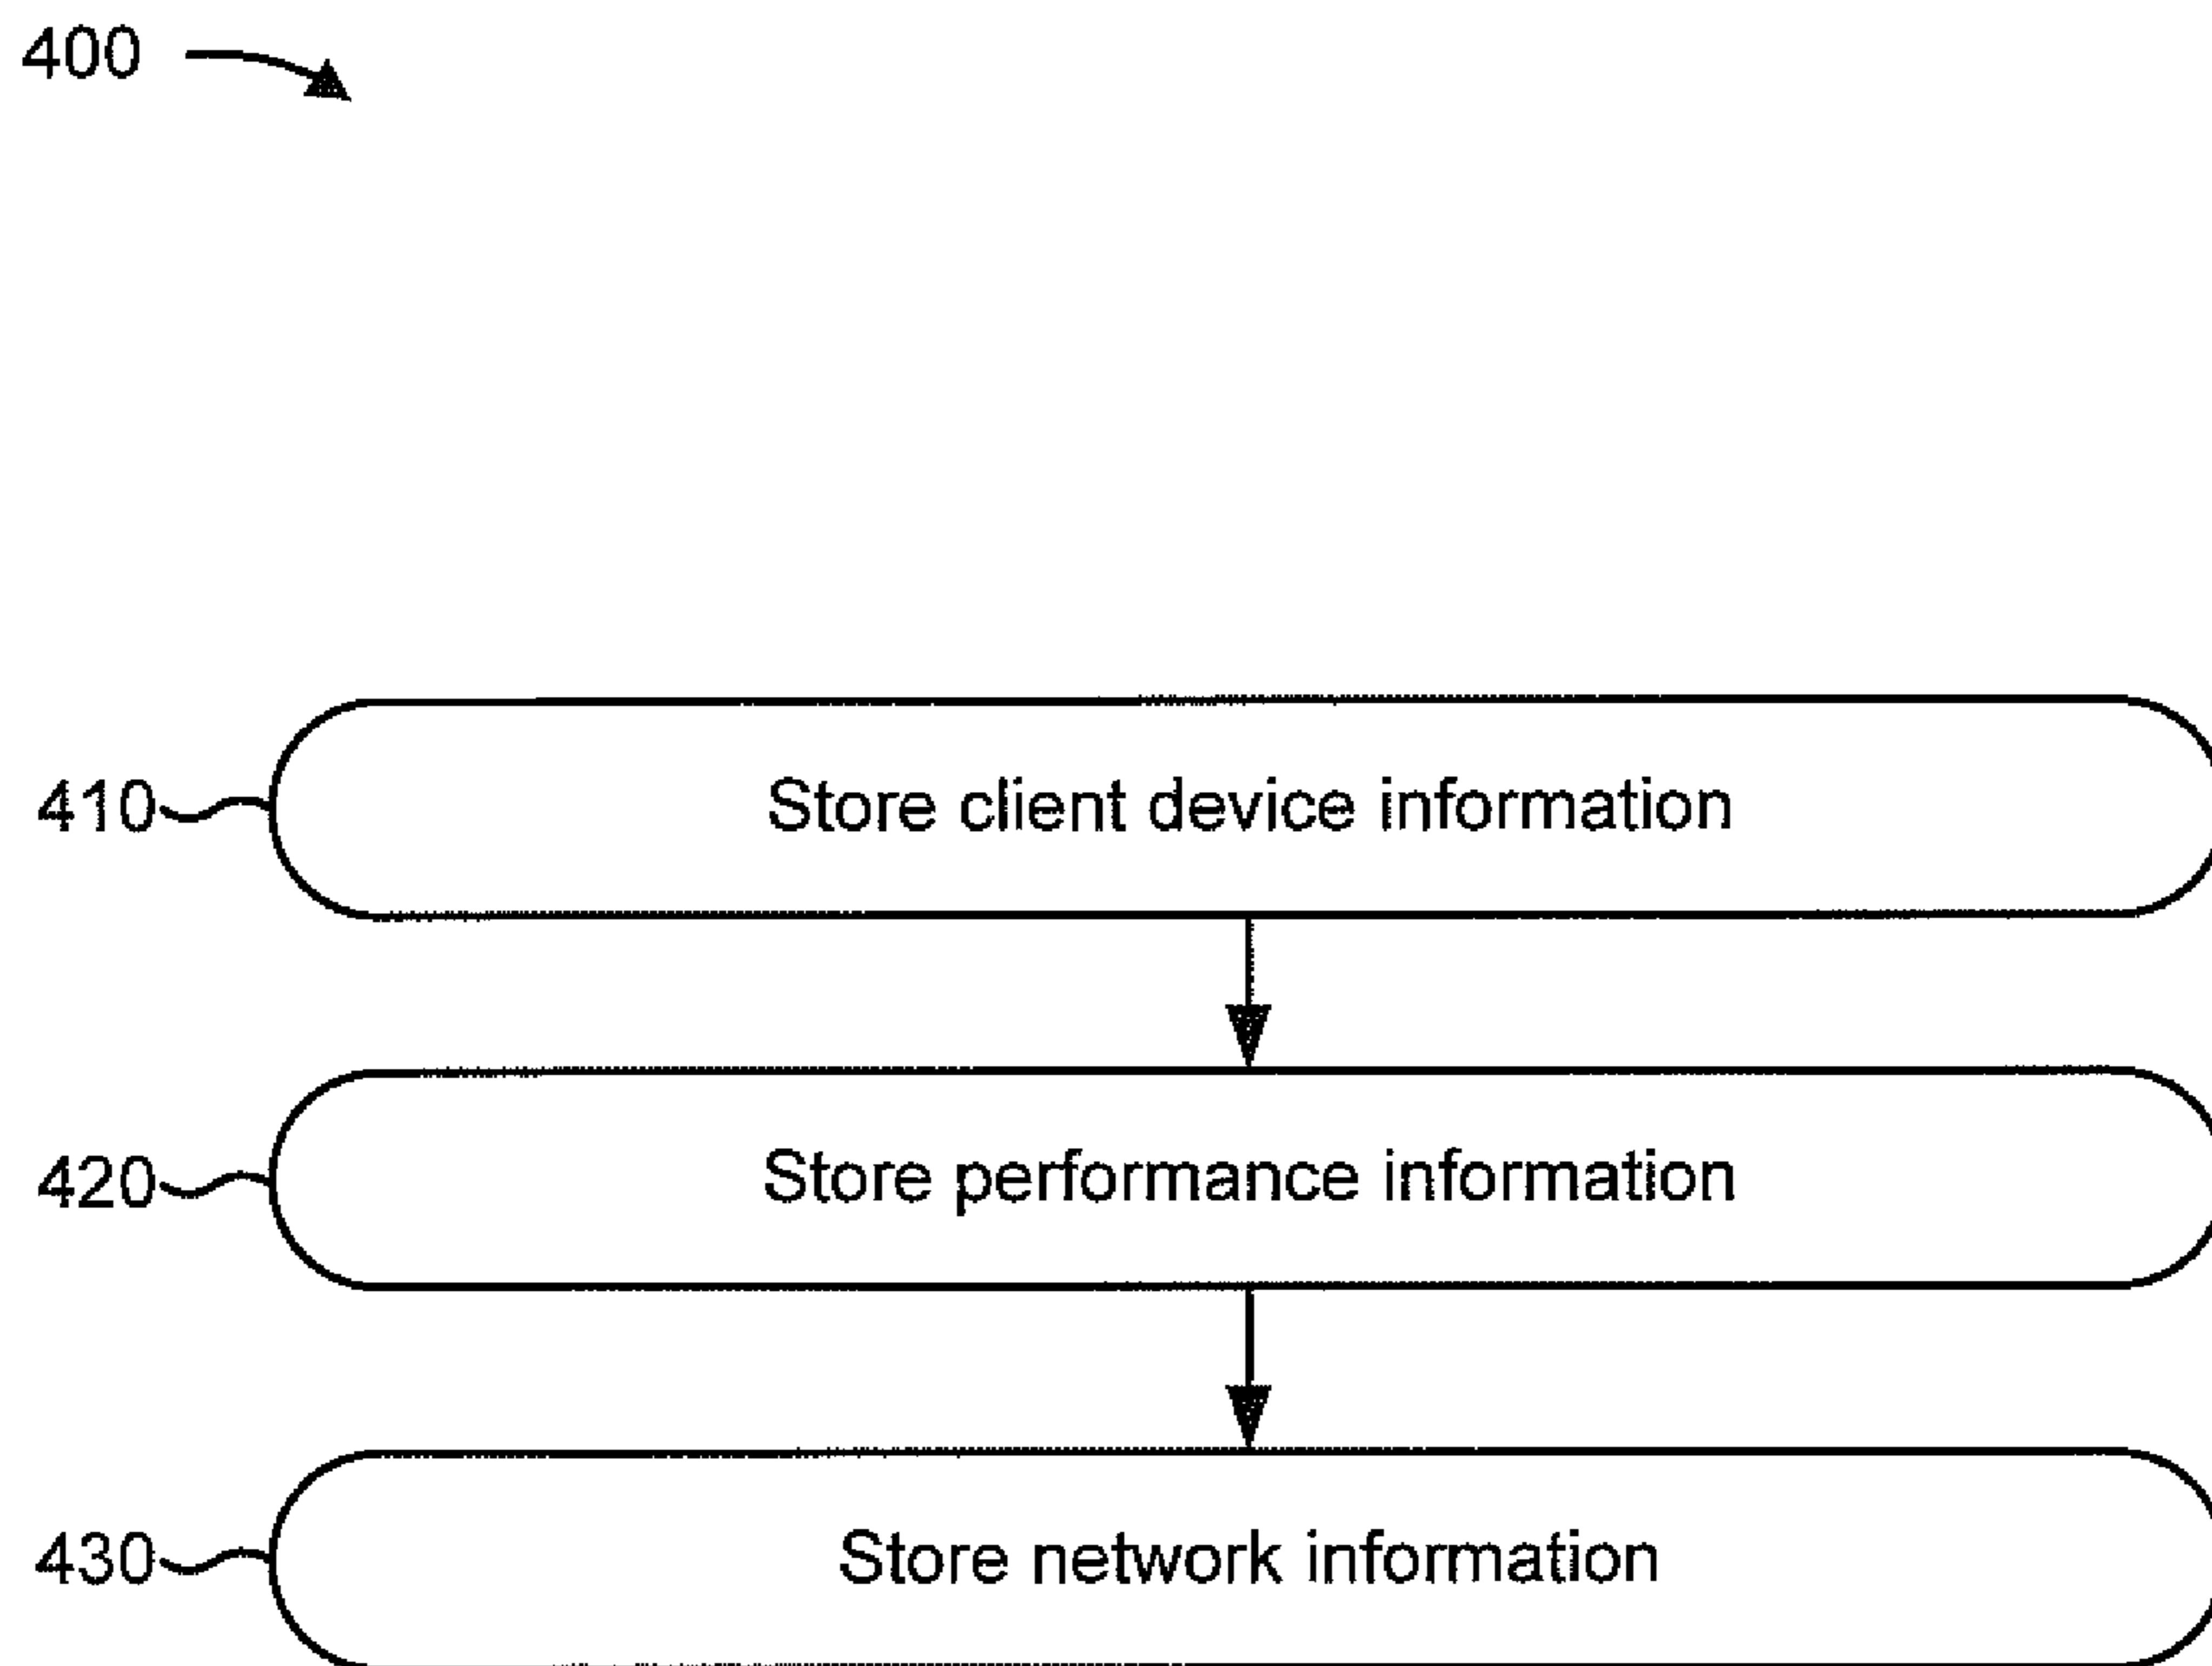 400
410 Store client device information
420 Store performance information
430 Store network information